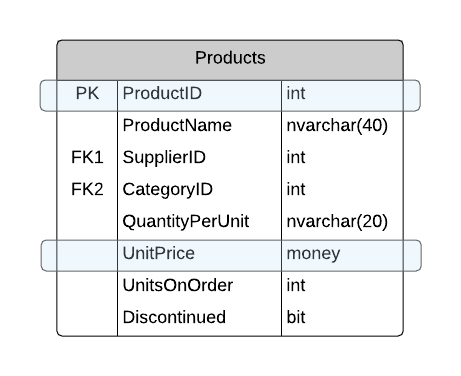 Products
PK ProductID int
ProductName nvarchar(40)
FK1 SupplierID int
FK2 CategoryID int
QuantityPerUnit nvarchar(20)
UnitPrice money
UnitsOnOrder int
Discontinued bit